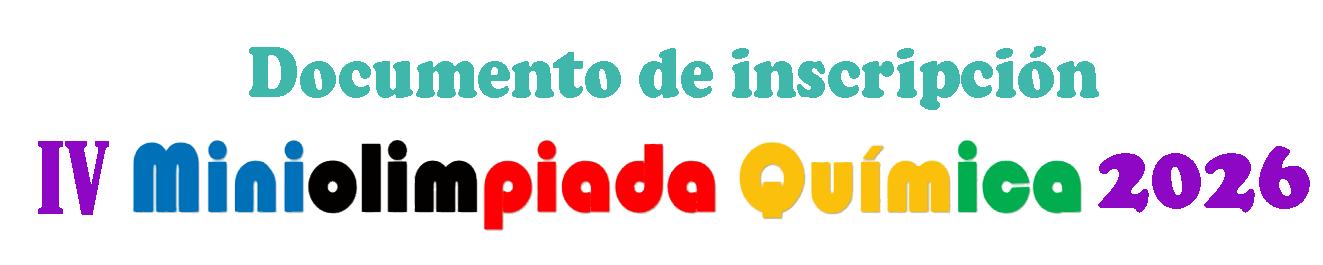 Documento de inscripción
IV Miniolimpiada Química 2026